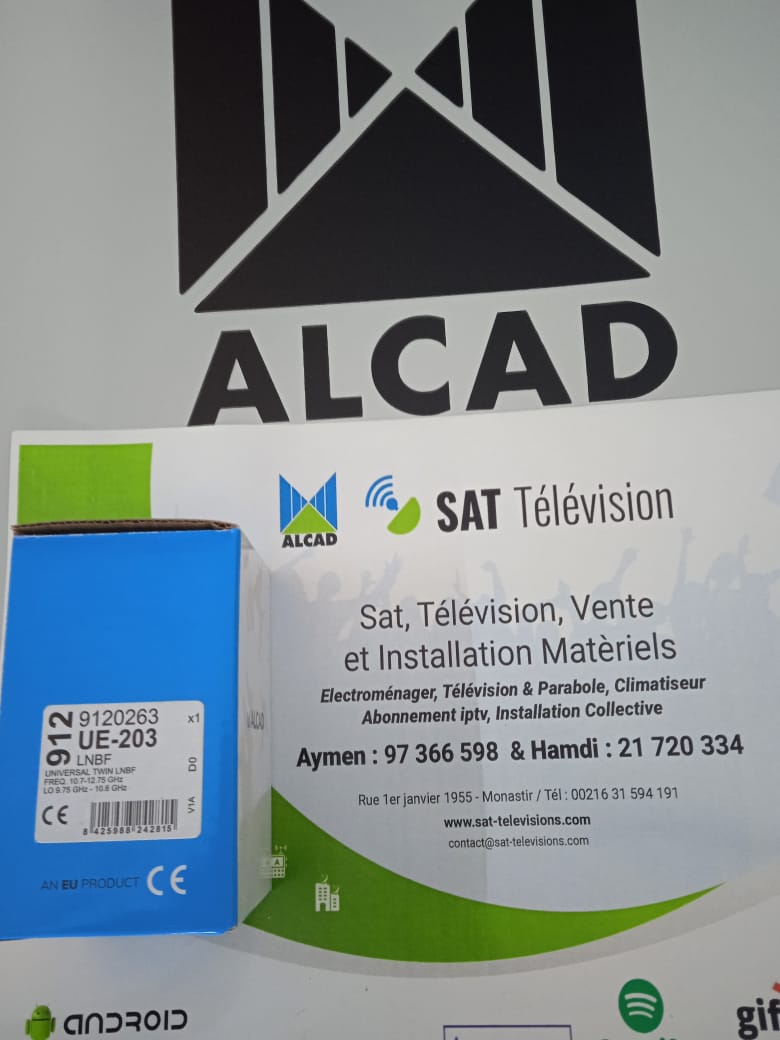 ALCAD
ALCAD
SAT Télévision
Sat, Télévision, Vente
et Installation Matèriels
Electroménager, Télévision & Parabole, Climatiseur
Abonnement iptv, Installation Collective
Aymen : 97 366 598 & Hamdi : 21 720 334
Rue 1er janvier 1955 - Monastir / Tél : 00216 31 594 191
www.sat-televisions.com
contact@sat-televisions.com
912
9120263 x1
UE-203
LNBF
UNIVERSAL TWIN LNBF
FREQ. 10.7-12.75 GHz
LO 9.75 GHz - 10.6 GHz
D0
V1A
CE
8 425988 242815
AN EU PRODUCT CE
ALCAD
ANDROID
gif